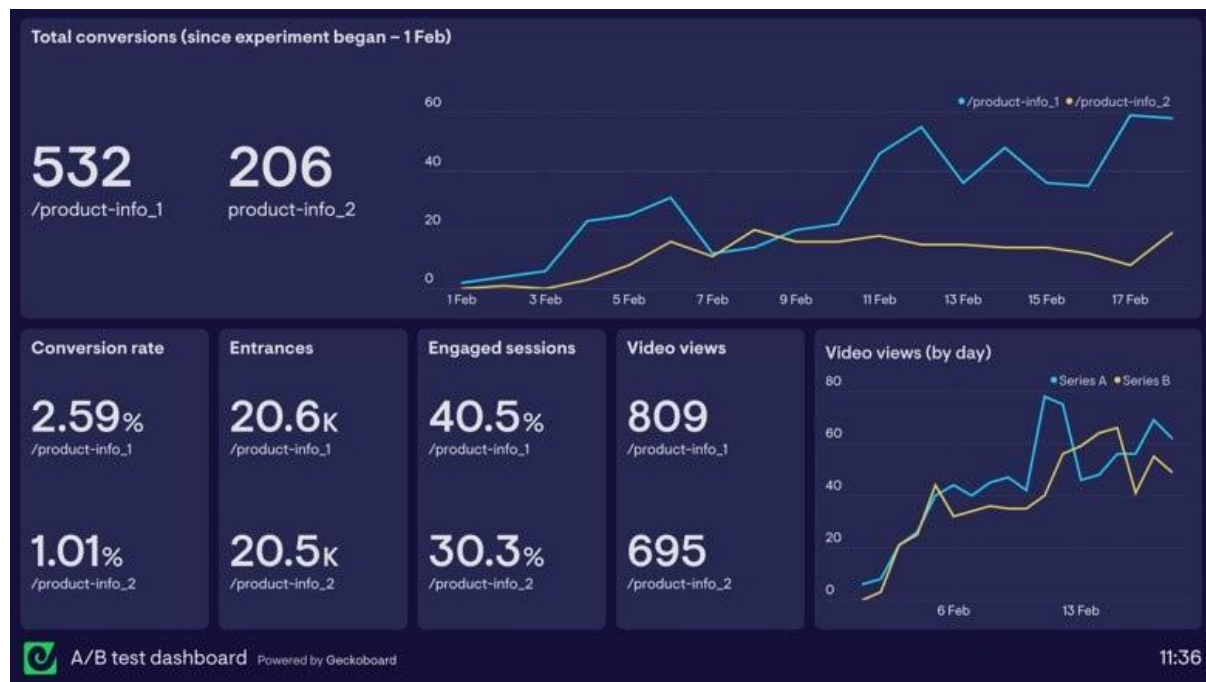 Total conversions (since experiment began – 1 Feb)
532
/product-info_1
206
product-info_2
/product-info_1 /product-info_2
60
40
20
0
1 Feb 3 Feb 5 Feb 7 Feb 9 Feb 11 Feb 13 Feb 15 Feb 17 Feb
Conversion rate
2.59%
/product-info_1
1.01%
/product-info_2
Entrances
20.6K
/product-info_1
20.5K
/product-info_2
Engaged sessions
40.5%
/product-info_1
30.3%
/product-info_2
Video views
809
/product-info_1
695
/product-info_2
Video views (by day)
Series A Series B
80
60
40
20
0
6 Feb 13 Feb
A/B test dashboard Powered by Geckoboard
11:36